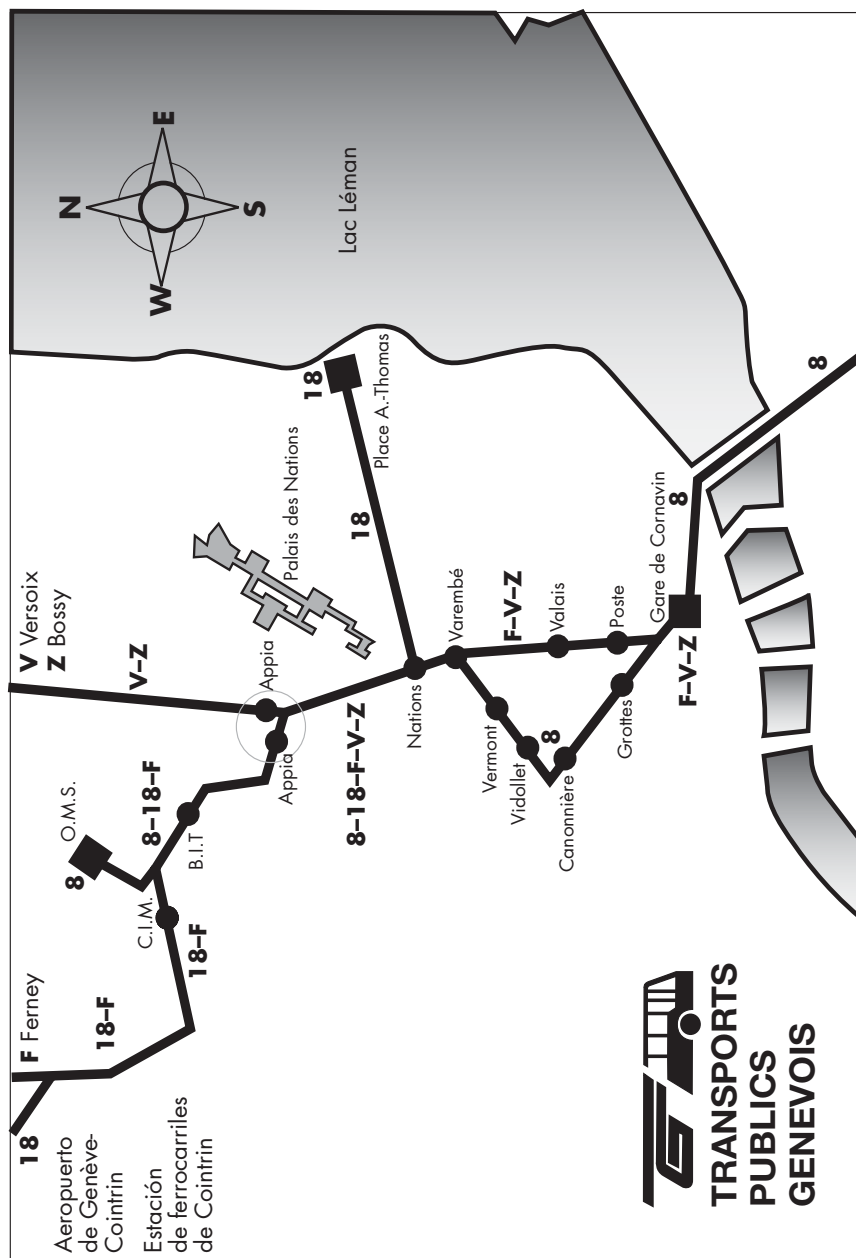 18
F Ferney
Aeropuerto
de Genève-
Cointrin
Estación
de ferrocarriles
de Cointrin
18–F
18–F
C.I.M.
8
O.M.S.
8–18–F
B.I.T
V Versoix
Z Bossy
V–Z
Appia
Appia
8–18–F–V–Z
Palais des Nations
Nations
18
18
Place A.-Thomas
N
E
S
W
Lac Léman
Varembé
Vermont
Vidollet
8
Canonnière
Grottes
F–V–Z
Valais
Poste
Gare de Cornavin
F–V–Z
8
8
TRANSPORTS
PUBLICS
GENEVOIS